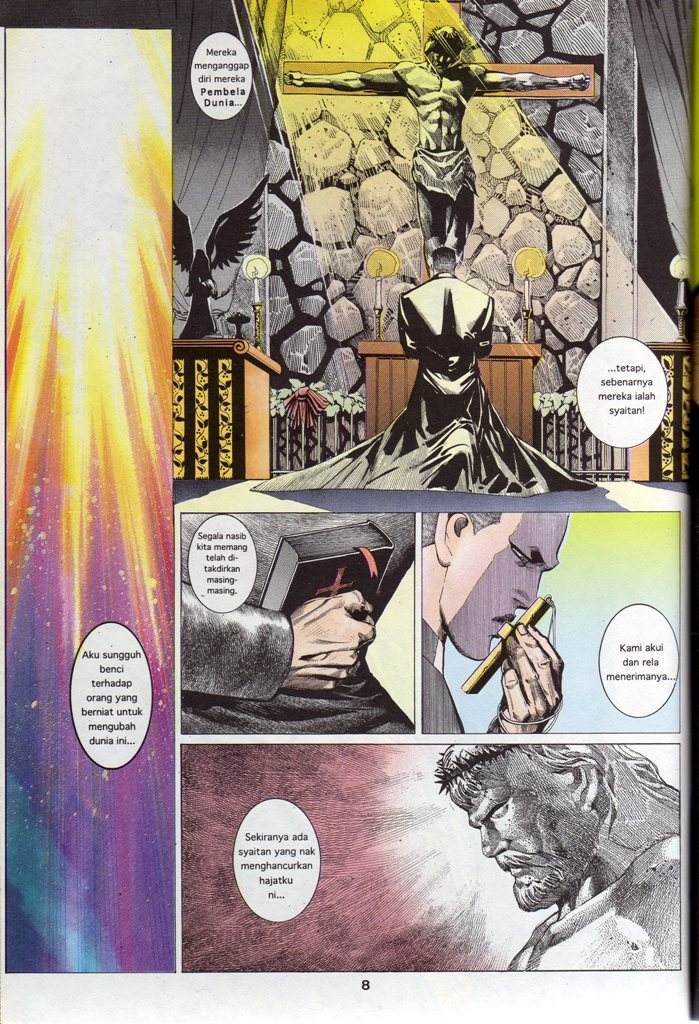 Mereka
menganggap
diri mereka
Pembela
Dunia...
...tetapi,
sebenarnya
mereka ialah
syaitan!
Segala nasib
kita memang
telah di-
takdirkan
masing-
masing.
Kami akui
dan rela
menerimanya...
Aku sungguh
benci
terhadap
orang yang
berniat untuk
mengubah
dunia ini...
Sekiranya ada
syaitan yang nak
menghancurkan
hajatku
ni...
8